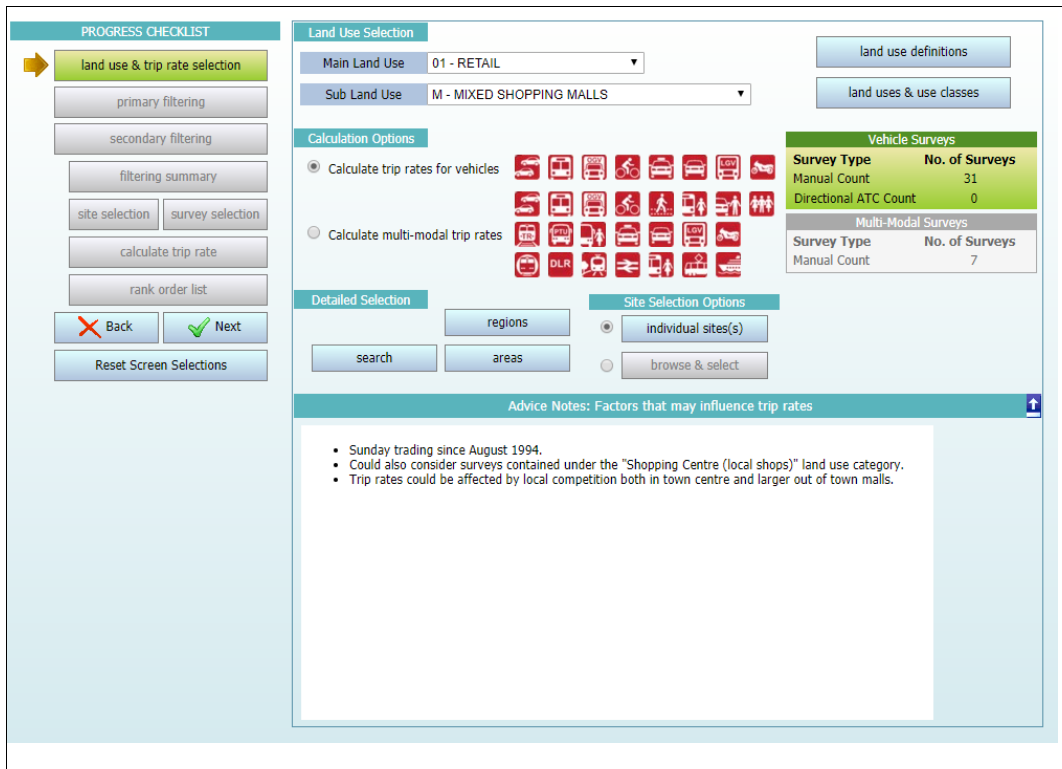 PROGRESS CHECKLIST
land use & trip rate selection
primary filtering
secondary filtering
filtering summary
site selection
survey selection
calculate trip rate
rank order list
Back
Next
Reset Screen Selections
Land Use Selection
Main Land Use
01 - RETAIL
Sub Land Use
M - MIXED SHOPPING MALLS
land use definitions
land uses & use classes
Calculation Options
Calculate trip rates for vehicles
OGV
LGV
Calculate multi-modal trip rates
OGV
PTU
LGV
DLR
Vehicle Surveys
Survey Type No. of Surveys
Manual Count 31
Directional ATC Count 0
Multi-Modal Surveys
Survey Type No. of Surveys
Manual Count 7
Detailed Selection
regions
search
areas
Site Selection Options
individual sites(s)
browse & select
Advice Notes: Factors that may influence trip rates
• Sunday trading since August 1994.
• Could also consider surveys contained under the "Shopping Centre (local shops)" land use category.
• Trip rates could be affected by local competition both in town centre and larger out of town malls.